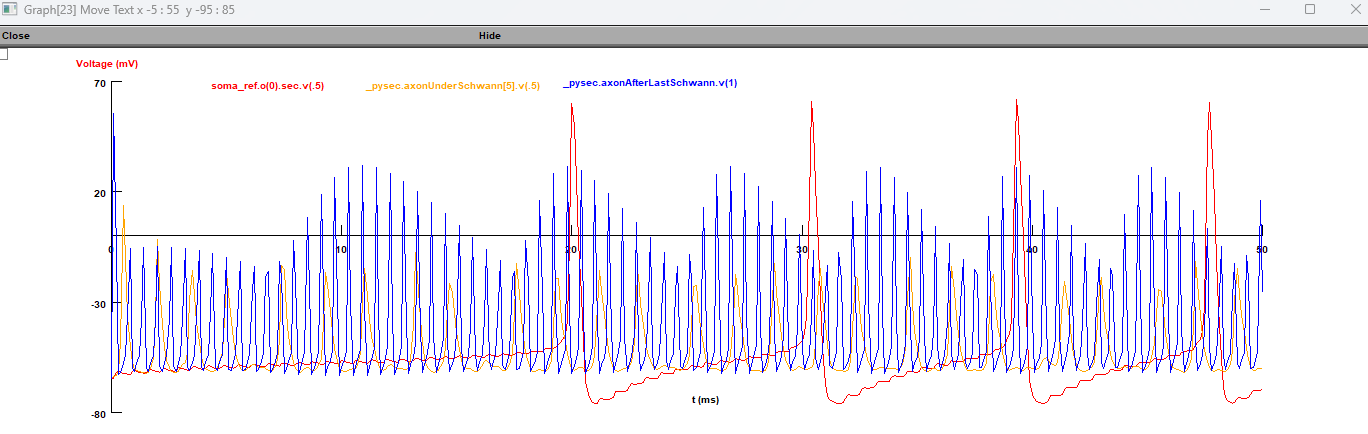 Graph[23] Move Text x -5 : 55 y -95 : 85
Close Hide
Voltage (mV)
70 soma_ref.o(0).sec.v(.5) _pysec.axonUnderSchwann[5].v(.5) _pysec.axonAfterLastSchwann.v(1)
20
0 10 20 30 40 50
-30
t (ms)
-80